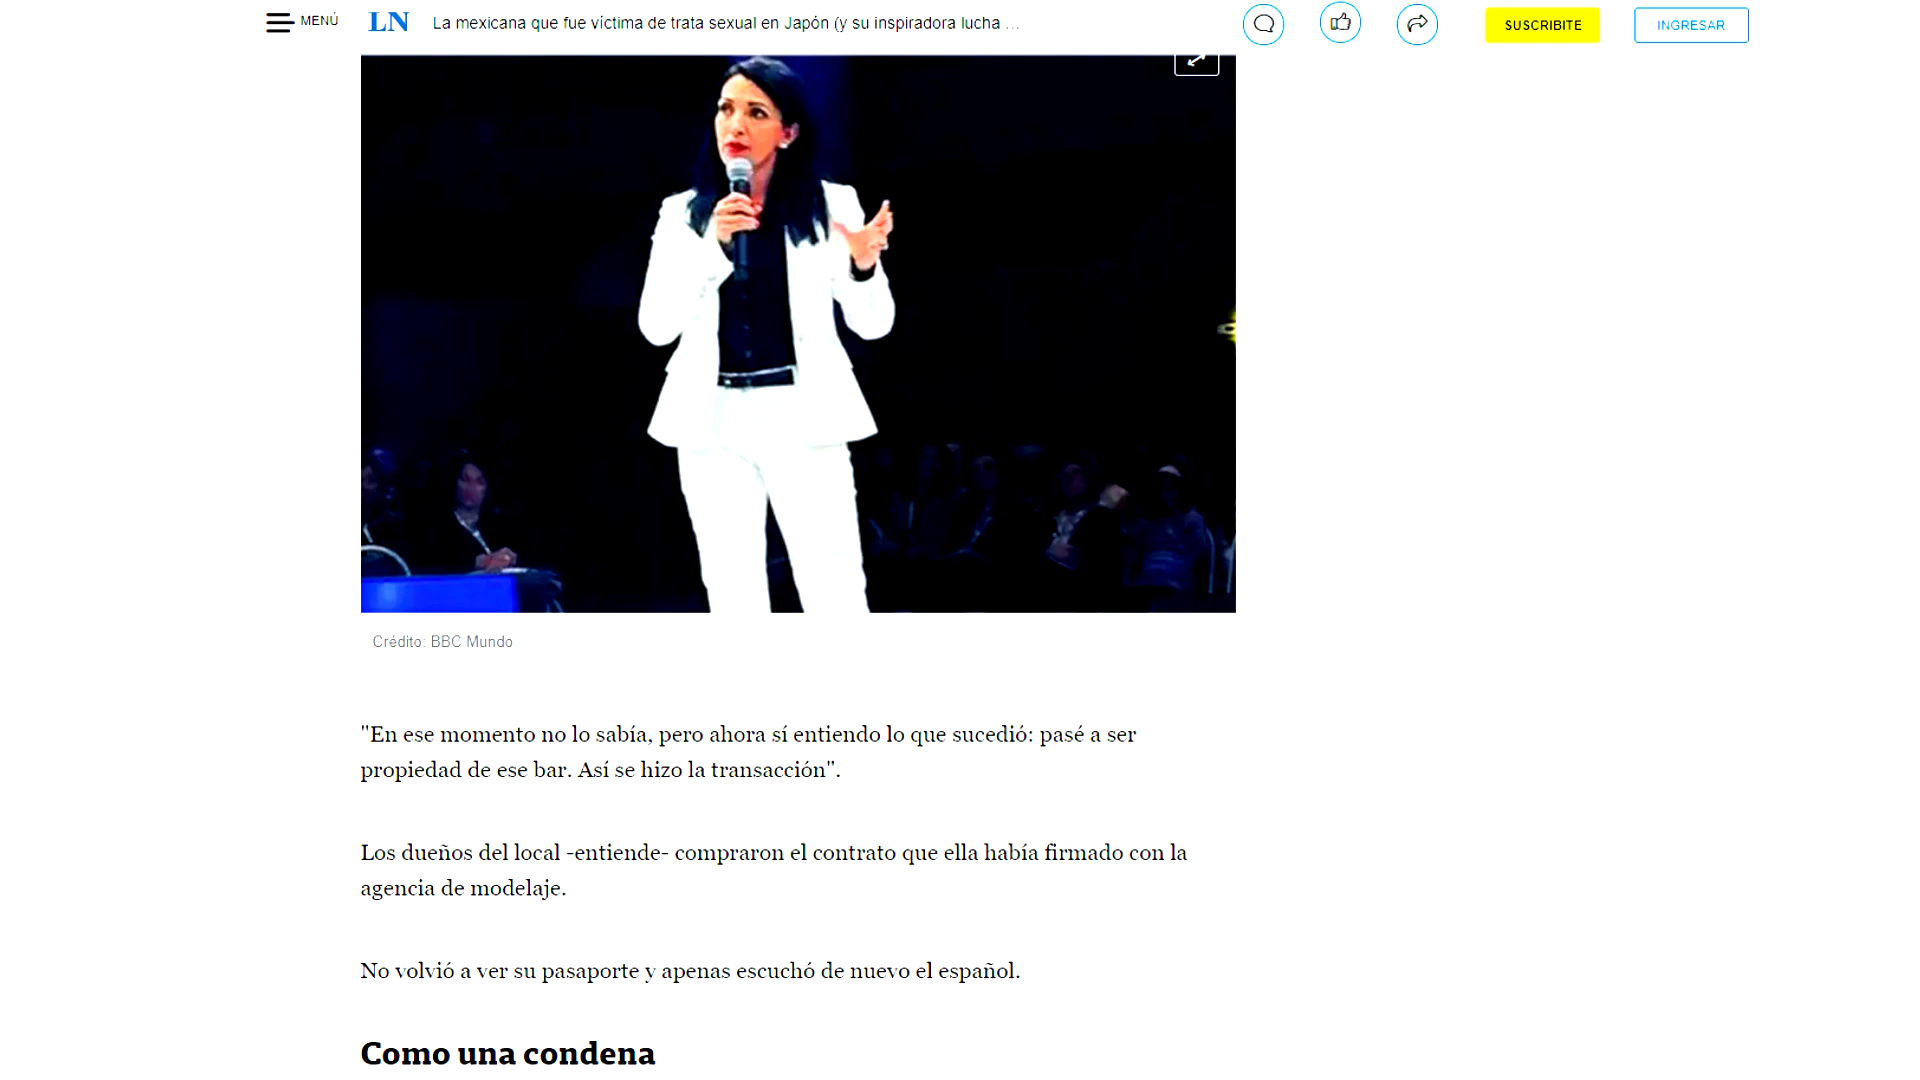 MENÚ
LN
La mexicana que fue víctima de trata sexual en Japón (y su inspiradora lucha ...
SUSCRIBITE
INGRESAR
Crédito: BBC Mundo
"En ese momento no lo sabía, pero ahora sí entiendo lo que sucedió: pasé a ser
propiedad de ese bar. Así se hizo la transacción".
Los dueños del local -entiende- compraron el contrato que ella había firmado con la
agencia de modelaje.
No volvió a ver su pasaporte y apenas escuchó de nuevo el español.
Como una condena